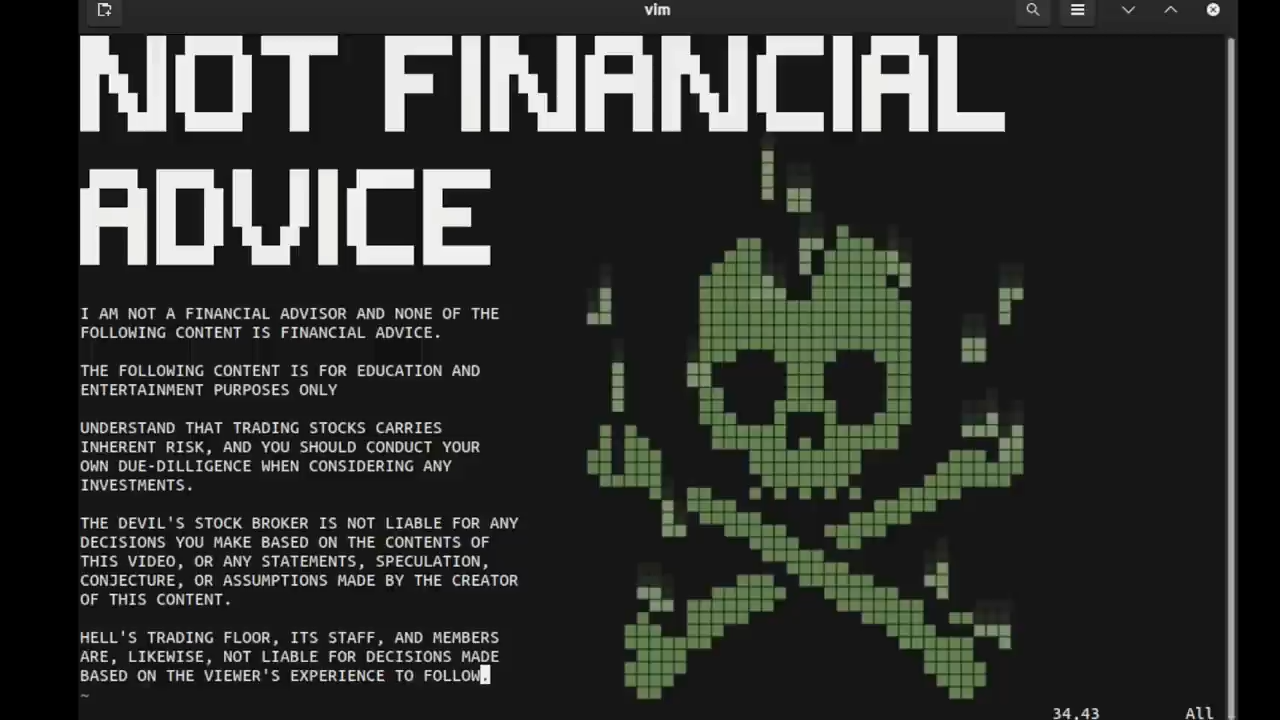 vim
NOT FINANCIAL
ADVICE
I AM NOT A FINANCIAL ADVISOR AND NONE OF THE
FOLLOWING CONTENT IS FINANCIAL ADVICE.
THE FOLLOWING CONTENT IS FOR EDUCATION AND
ENTERTAINMENT PURPOSES ONLY
UNDERSTAND THAT TRADING STOCKS CARRIES
INHERENT RISK, AND YOU SHOULD CONDUCT YOUR
OWN DUE-DILLIGENCE WHEN CONSIDERING ANY
INVESTMENTS.
THE DEVIL'S STOCK BROKER IS NOT LIABLE FOR ANY
DECISIONS YOU MAKE BASED ON THE CONTENTS OF
THIS VIDEO, OR ANY STATEMENTS, SPECULATION,
CONJECTURE, OR ASSUMPTIONS MADE BY THE CREATOR
OF THIS CONTENT.
HELL'S TRADING FLOOR, ITS STAFF, AND MEMBERS
ARE, LIKEWISE, NOT LIABLE FOR DECISIONS MADE
BASED ON THE VIEWER'S EXPERIENCE TO FOLLOW.
~
34,43 All